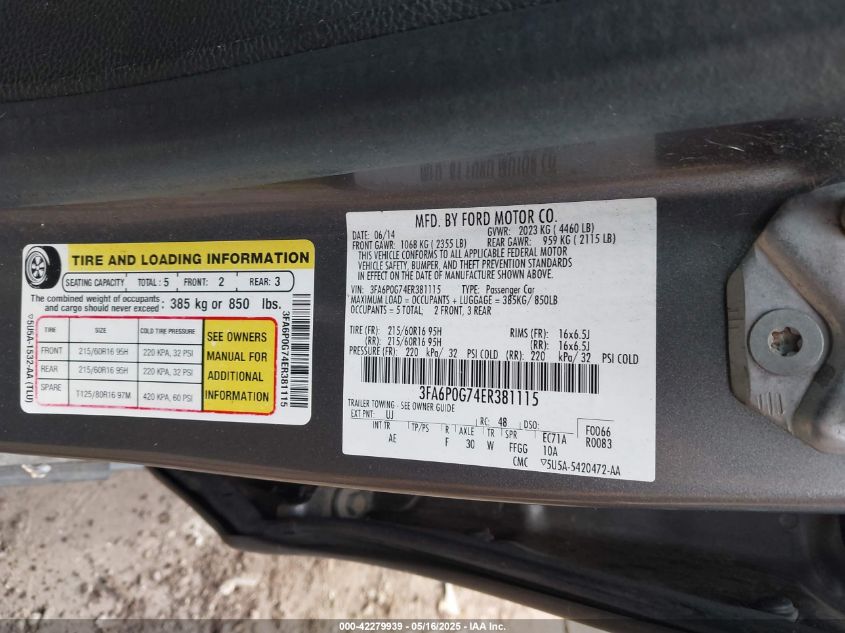 TIRE AND LOADING INFORMATION
SEATING CAPACITY TOTAL: 5 FRONT: 2 REAR: 3
The combined weight of occupants and cargo should never exceed: 385 kg or 850 lbs.
TIRE SIZE COLD TIRE PRESSURE
FRONT 215/60R16 95H 220 KPA, 32 PSI
REAR 215/60R16 95H 220 KPA, 32 PSI
SPARE T125/80R16 97M 420 KPA, 60 PSI
SEE OWNERS
MANUAL FOR
ADDITIONAL
INFORMATION
▽5U5A-1532-AA (TLU)
3FA6P0G74ER381115
MFD. BY FORD MOTOR CO.
DATE: 06/14 GVWR: 2023 KG ( 4460 LB)
FRONT GAWR: 1068 KG ( 2355 LB) REAR GAWR: 959 KG ( 2115 LB)
THIS VEHICLE CONFORMS TO ALL APPLICABLE FEDERAL MOTOR
VEHICLE SAFETY, BUMPER, AND THEFT PREVENTION STANDARDS
IN EFFECT ON THE DATE OF MANUFACTURE SHOWN ABOVE.
VIN: 3FA6P0G74ER381115 TYPE: Passenger Car
MAXIMUM LOAD = OCCUPANTS + LUGGAGE = 385KG/ 850LB
OCCUPANTS = 5 TOTAL: 2 FRONT, 3 REAR
TIRE (FR): 215/60R16 95H RIMS (FR): 16x6.5J
(RR): 215/60R16 95H (RR): 16x6.5J
PRESSURE (FR): 220 kPa/ 32 PSI COLD (RR): 220 kPa/ 32 PSI COLD
3FA6P0G74ER381115
TRAILER TOWING - SEE OWNER GUIDE
EXT PNT: UJ RC: 48 DSO: F0066
INT TR TP/PS R AXLE TR SPR EC71A R0083
AE F 30 W FFGG 10A
CMC ▽5U5A-5420472-AA
000-42279939 - 05/16/2025 - IAA Inc.